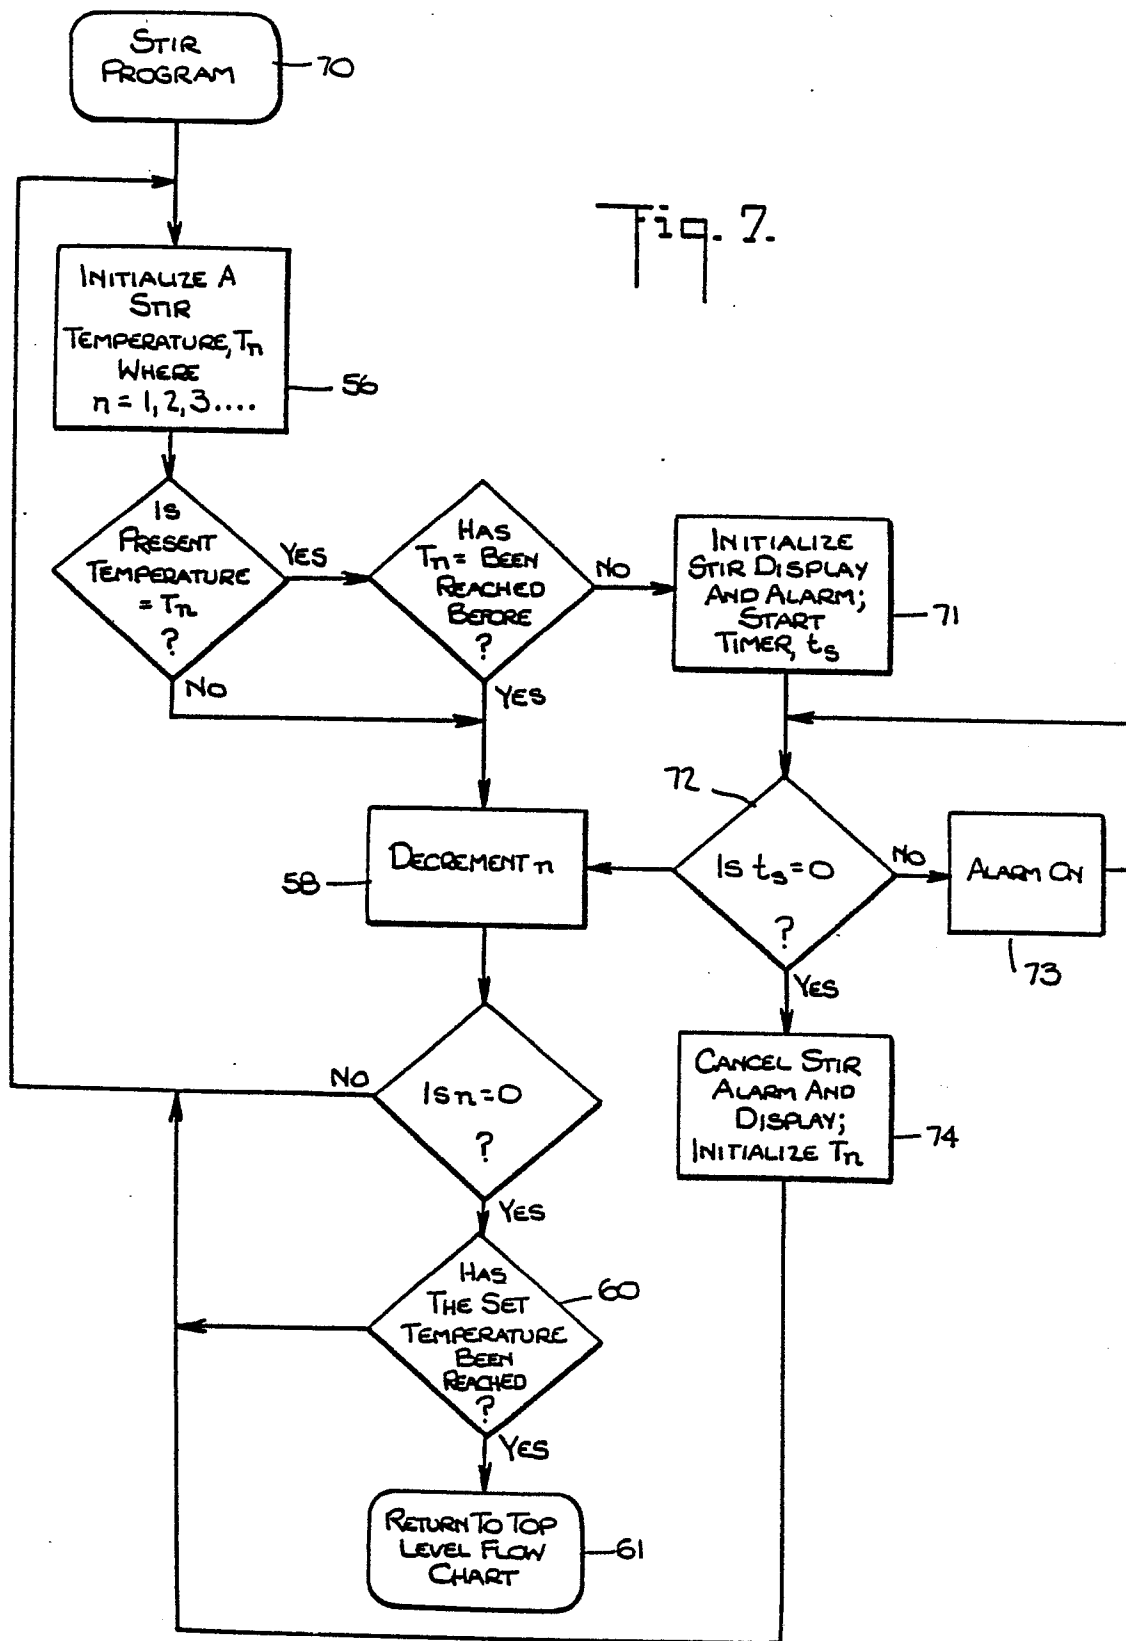 STIR
PROGRAM
70
Fig. 7.
INITIALIZE A
STIR
TEMPERATURE, Tn
WHERE
n = 1, 2, 3....
56
IS
PRESENT
TEMPERATURE
= Tn
?
YES
NO
HAS
Tn = BEEN
REACHED
BEFORE
?
NO
YES
INITIALIZE
STIR DISPLAY
AND ALARM;
START
TIMER, ts
71
72
DECREMENT n
58
Is ts = 0
?
NO
YES
ALARM ON
73
Is n = 0
?
NO
YES
CANCEL STIR
ALARM AND
DISPLAY;
INITIALIZE Tn
74
HAS
THE SET
TEMPERATURE
BEEN
REACHED
?
60
YES
RETURN TO TOP
LEVEL FLOW
CHART
61